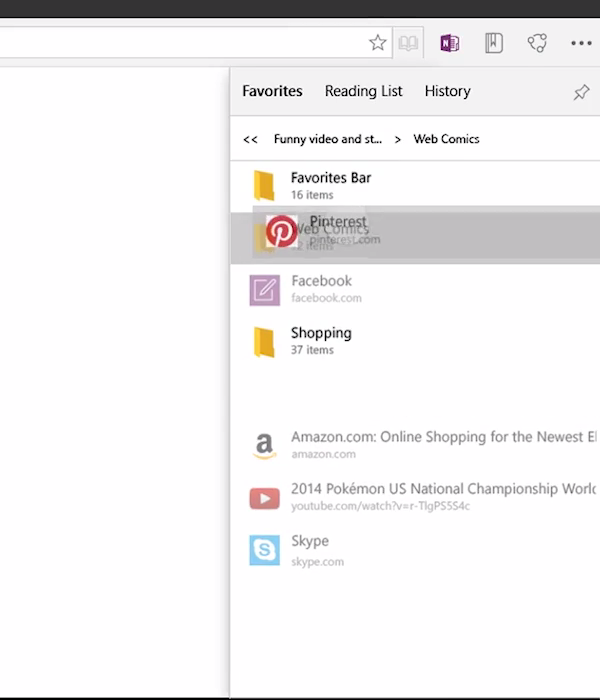 Favorites Reading List History
<< Funny video and st... > Web Comics
Favorites Bar
16 items
Pinterest
pinterest.com
Web Comics
items
Facebook
facebook.com
Shopping
37 items
Amazon.com: Online Shopping for the Newest El
amazon.com
2014 Pokémon US National Championship World
youtube.com/watch?v=r-TlgPS5S4c
Skype
skype.com